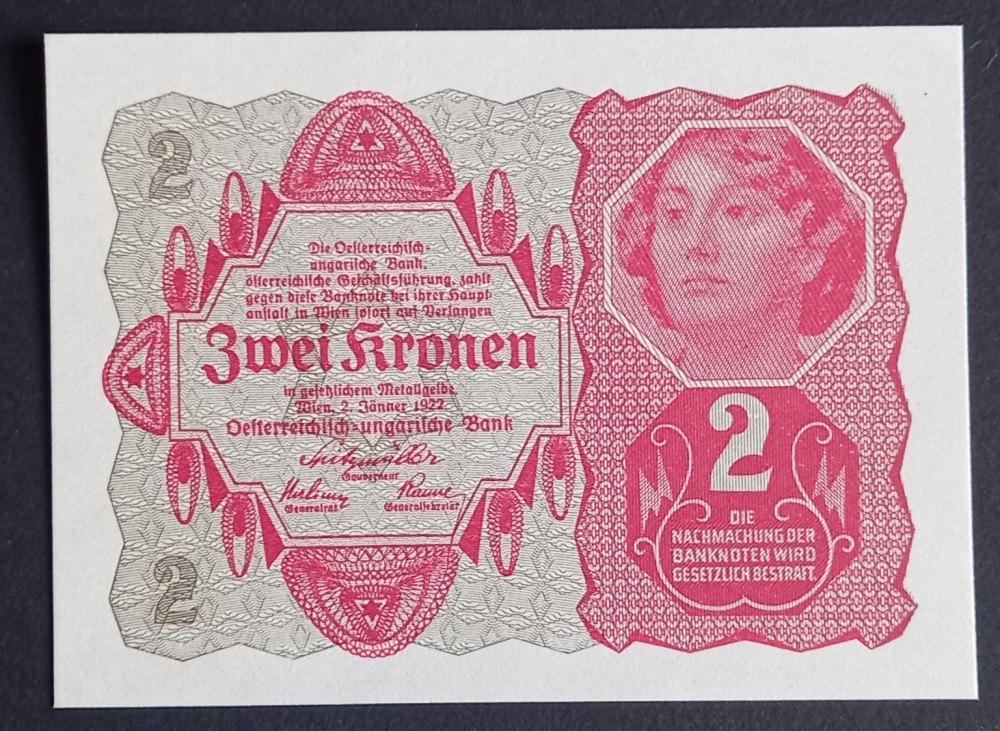 2
Die Oesterreichisch-
ungarische Bank,
österreichische Geschäftsführung, zahlt
gegen diese Banknote bei ihrer Haupt-
anstalt in Wien sofort auf Verlangen
Zwei Kronen
in gesetzlichem Metallgelde.
Wien, 2. Jänner 1922
Oesterreichisch-ungarische Bank
Spitzmüller
Gouverneur
Generalrat
Generalsekretär
2
2
DIE
NACHMACHUNG DER
BANKNOTEN WIRD
GESETZLICH BESTRAFT.